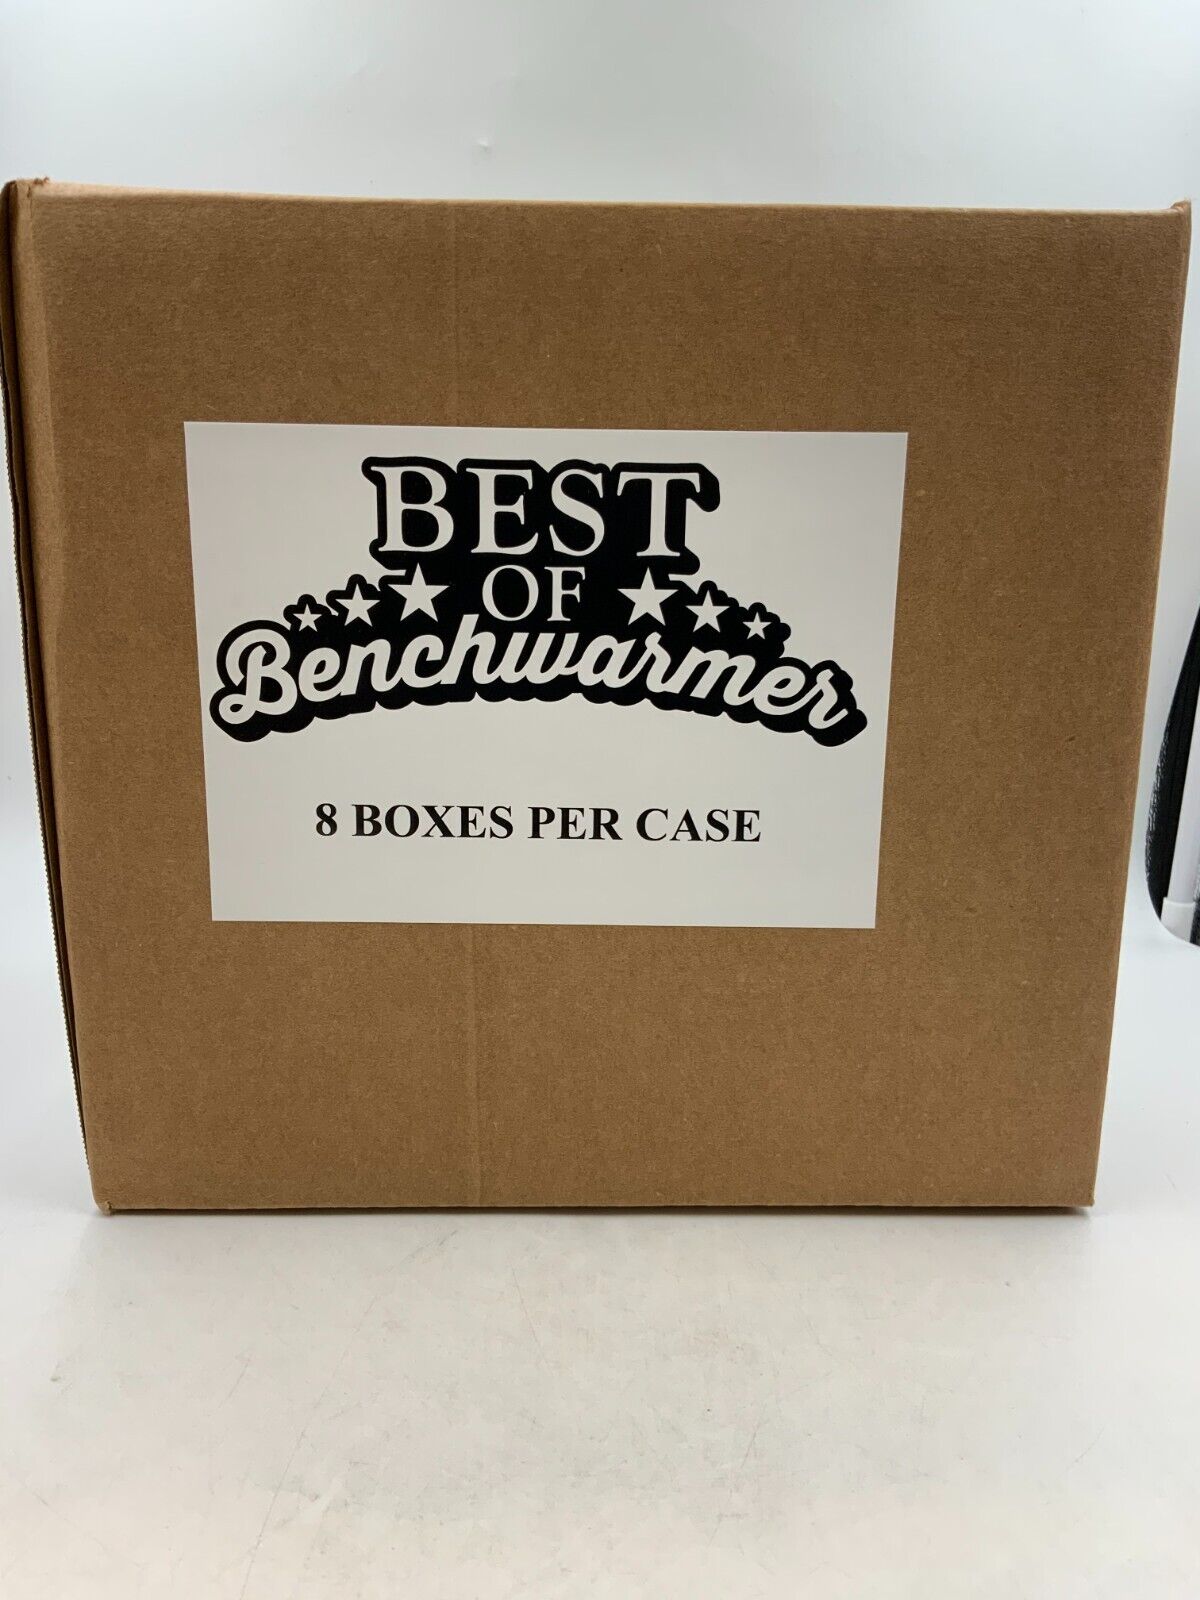 BEST
OF
Benchwarmer
8 BOXES PER CASE